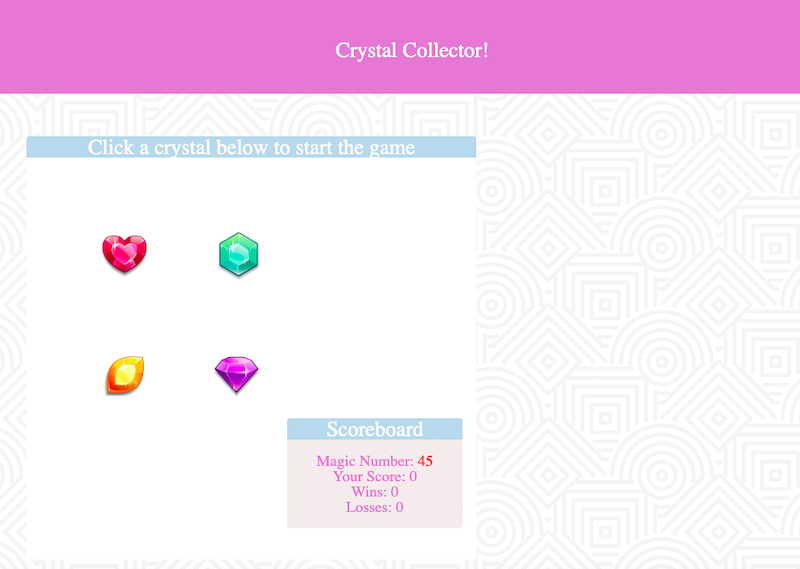 Crystal Collector!
Click a crystal below to start the game
Scoreboard
Magic Number: 45
Your Score: 0
Wins: 0
Losses: 0